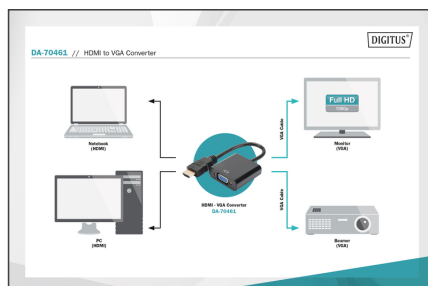 DIGITUS®
DA-70461 // HDMI to VGA Converter
Notebook
(HDMI)
VGA Cable
Full HD
1080p
Monitor
(VGA)
HDMI - VGA Converter
DA-70461
PC
(HDMI)
VGA Cable
Beamer
(VGA)